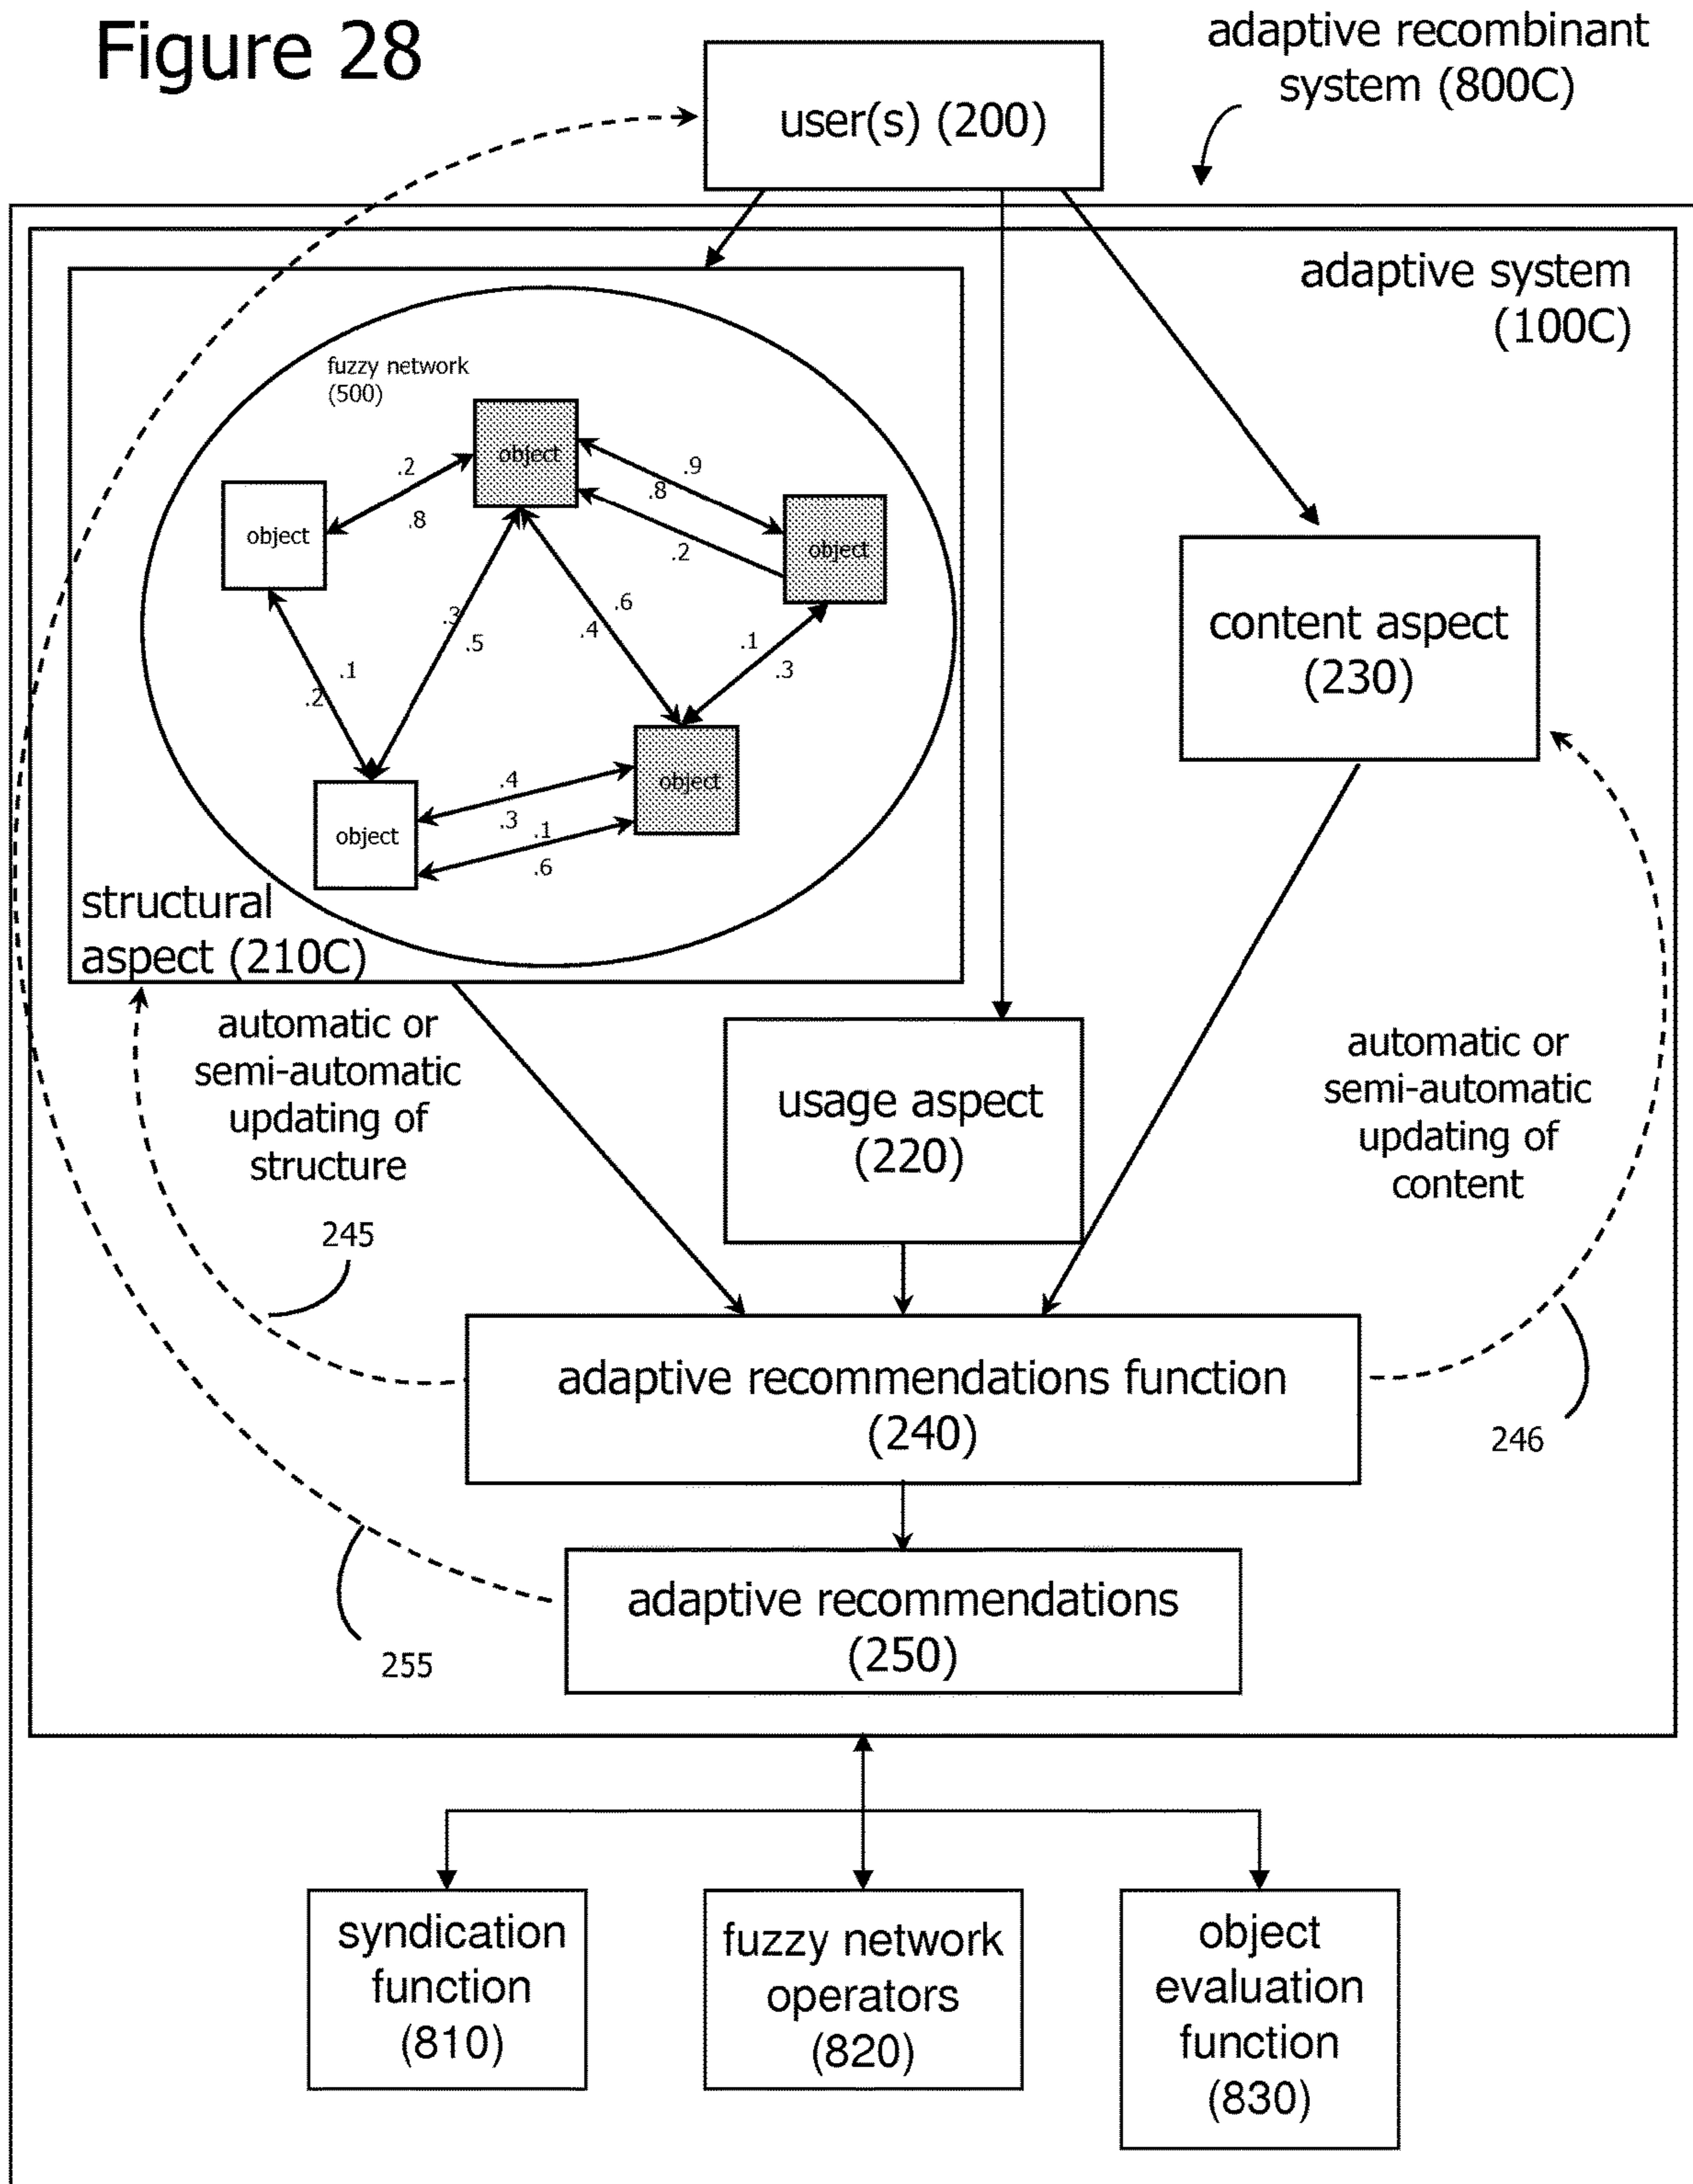 Figure 28
adaptive recombinant
system (800C)
user(s) (200)
adaptive system
(100C)
fuzzy network
(500)
object
.2
.8
object
.9
.8
.2
object
.3
.5
.6
.4
.1
.3
.1
.2
object
.4
.3
.1
.6
object
content aspect
(230)
structural
aspect (210C)
automatic or
semi-automatic
updating of
structure
245
usage aspect
(220)
automatic or
semi-automatic
updating of
content
246
adaptive recommendations function
(240)
adaptive recommendations
(250)
255
syndication
function
(810)
fuzzy network
operators
(820)
object
evaluation
function
(830)